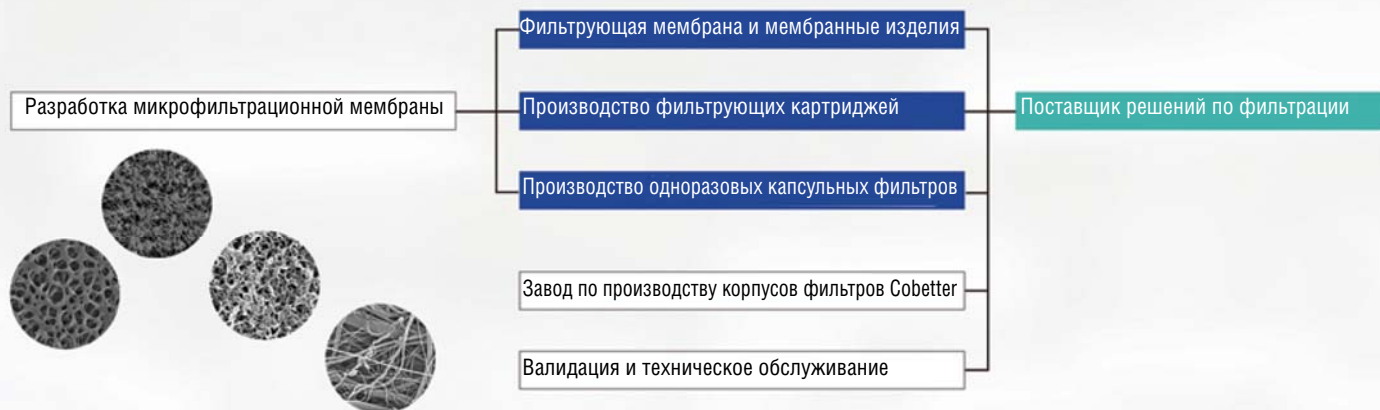 Фильтрующая мембрана и мембранные изделия
Разработка микрофильтрационной мембраны
Производство фильтрующих картриджей
Поставщик решений по фильтрации
Производство одноразовых капсульных фильтров
Завод по производству корпусов фильтров Cobetter
Валидация и техническое обслуживание